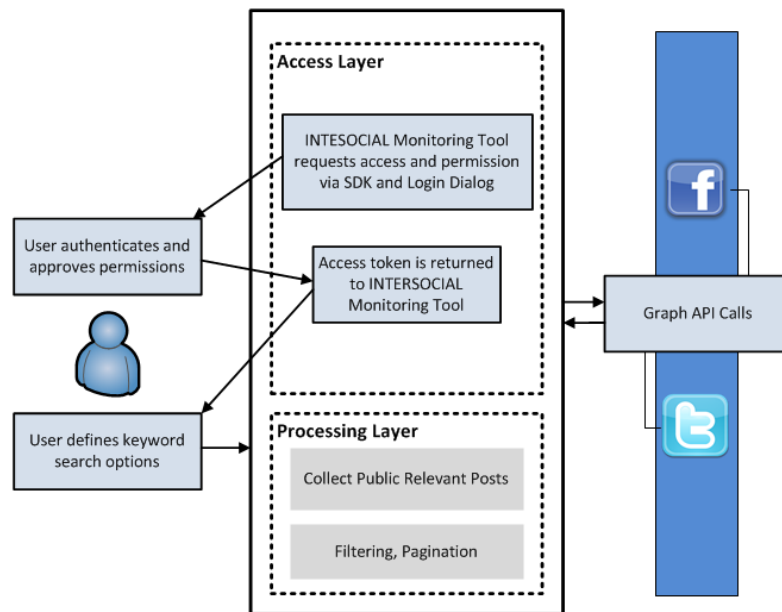 Access Layer
INTESOCIAL Monitoring Tool
requests access and permission
via SDK and Login Dialog
User authenticates and
approves permissions
Access token is returned
to INTERSOCIAL
Monitoring Tool
Graph API Calls
User defines keyword
search options
Processing Layer
Collect Public Relevant Posts
Filtering, Pagination